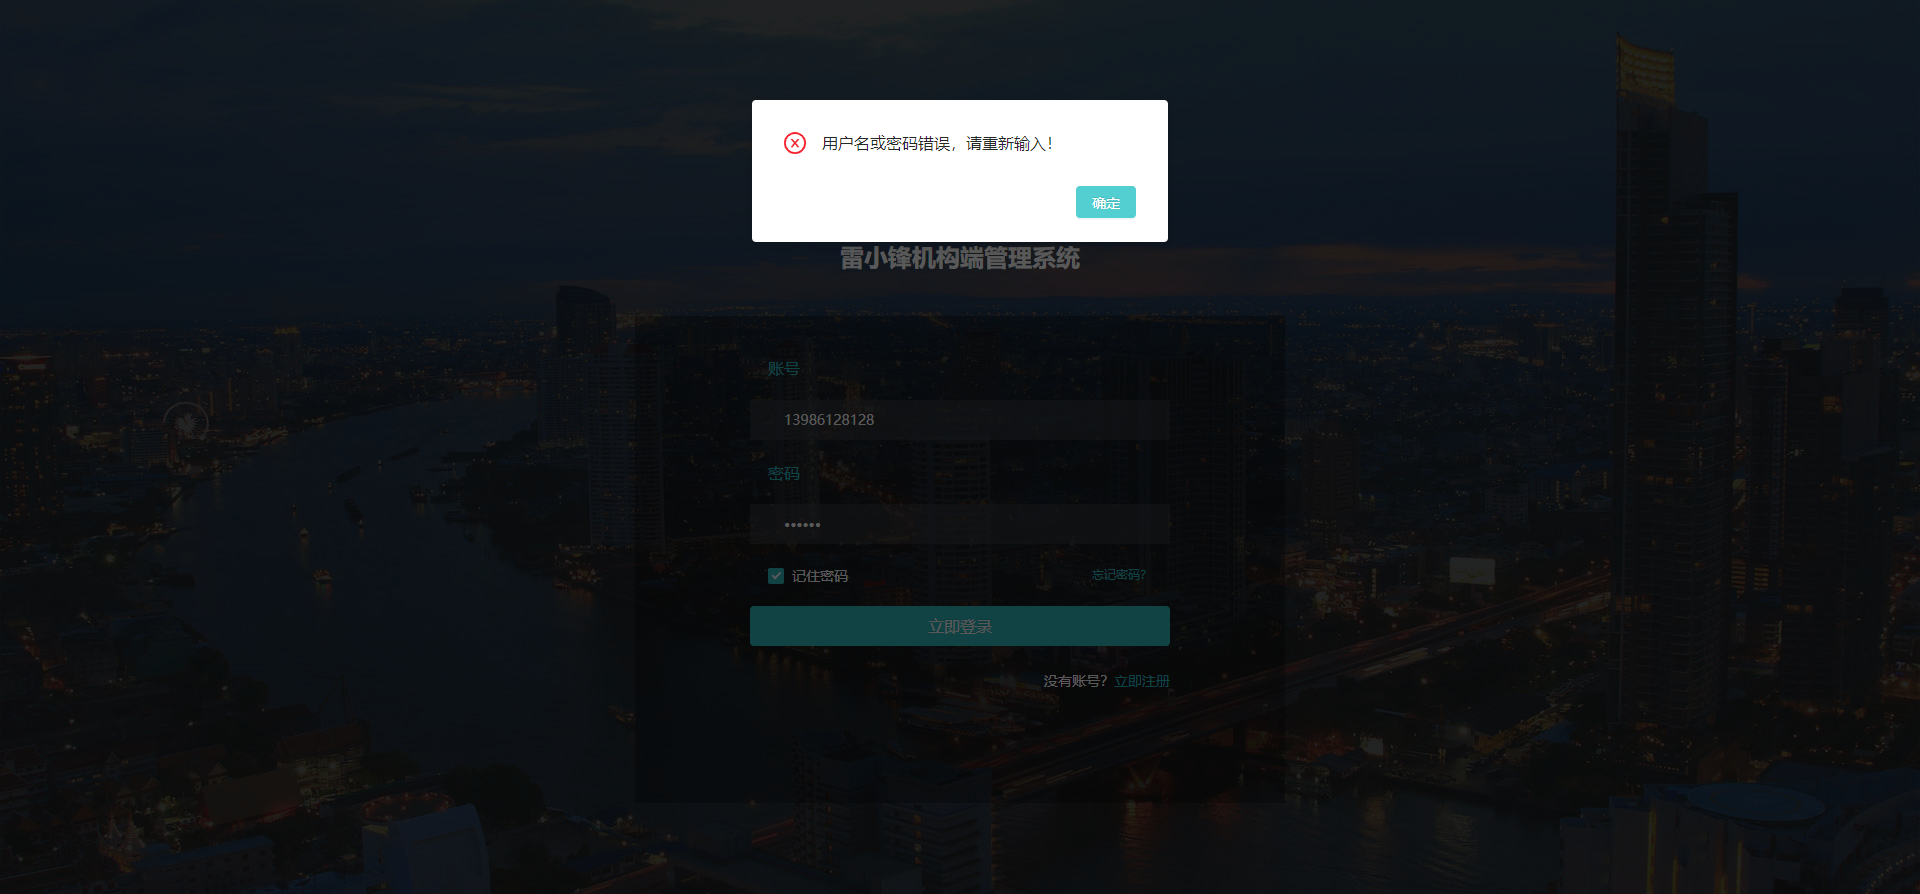 用户名或密码错误，请重新输入！
确定
雷小锋机构端管理系统
账号
13986128128
密码
••••••
记住密码
忘记密码?
立即登录
没有账号？立即注册